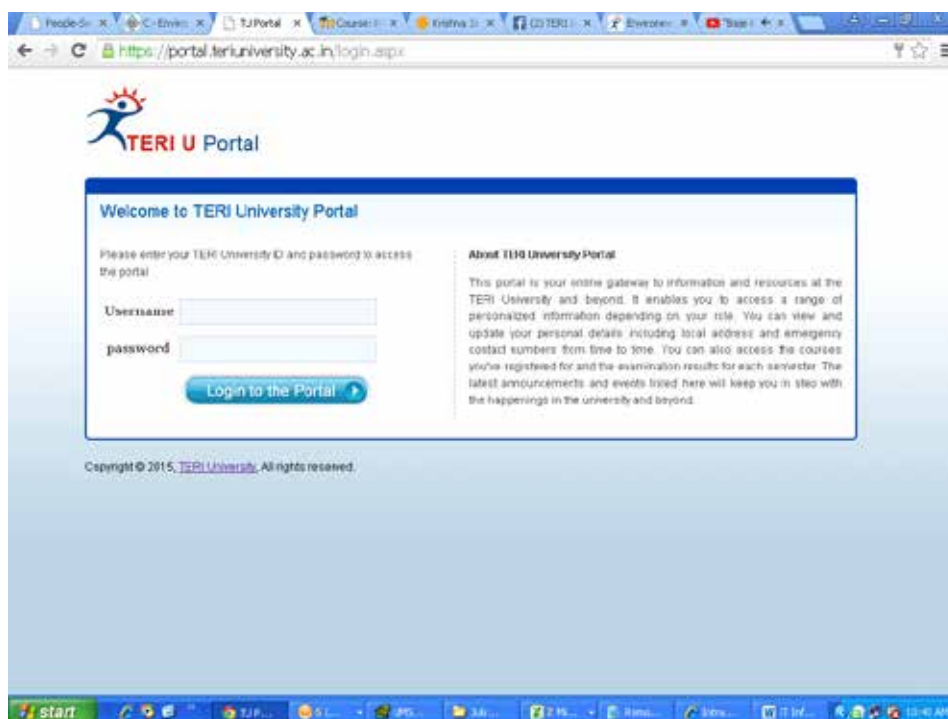 TJ Portal
https://portal.teriuniversity.ac.in/login.aspx
TERI U Portal
Welcome to TERI University Portal
Please enter your TERI University ID and password to access
the portal
Username
password
Login to the Portal
About TERI University Portal
This portal is your online gateway to information and resources at the
TERI University and beyond. It enables you to access a range of
personalized information depending on your role. You can view and
update your personal details including local address and emergency
contact numbers from time to time. You can also access the courses
you've registered for and the examination results for each semester. The
latest announcements and events listed here will keep you in step with
the happenings in the university and beyond.
Copyright © 2015, TERI University, All rights reserved.
start
10:40 AM